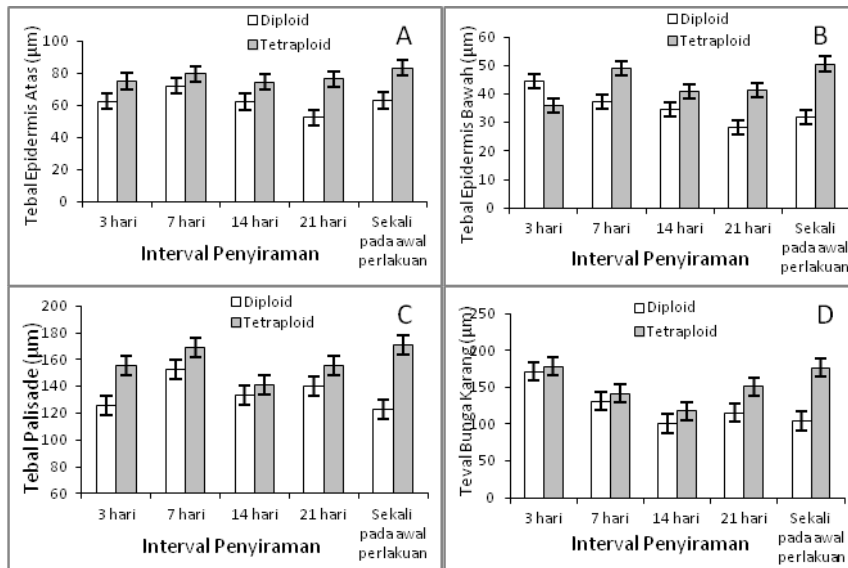 A
Diploid
Tetraploid
Tebal Epidermis Atas (µm)
100
80
60
40
20
0
3 hari
7 hari
14 hari
21 hari
Sekali
pada awal
perlakuan
Interval Penyiraman
B
Diploid
Tetraploid
Tebal Epidermis Bawah (µm)
60
50
40
30
20
10
0
3 hari
7 hari
14 hari
21 hari
Sekali
pada awal
perlakuan
Interval Penyiraman
C
Diploid
Tetraploid
Tebal Palisade (µm)
200
180
160
140
120
100
80
60
3 hari
7 hari
14 hari
21 hari
Sekali
pada awal
perlakuan
Interval Penyiraman
D
Diploid
Tetraploid
Teval Bunga Karang (µm)
250
200
150
100
50
0
3 hari
7 hari
14 hari
21 hari
Sekali
pada awal
perlakuan
Interval Penyiraman